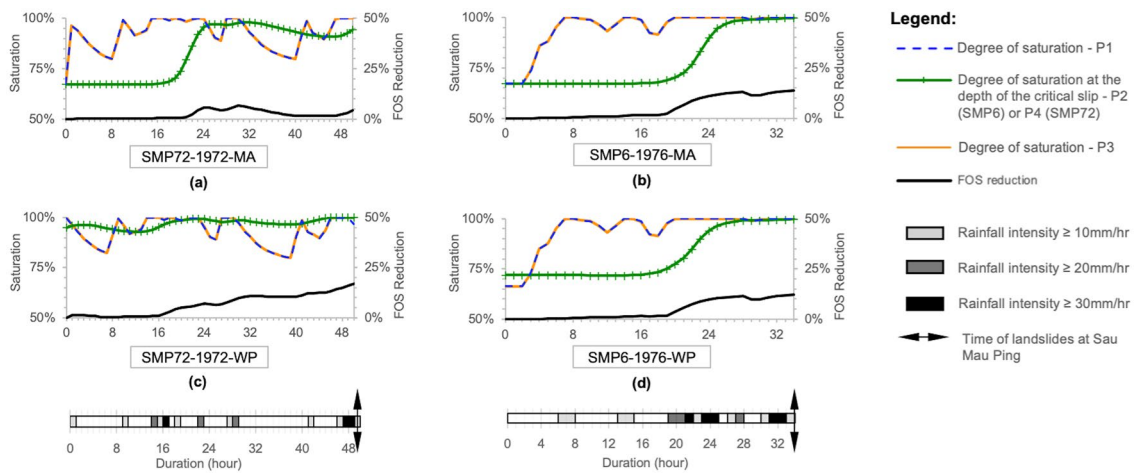 100%
75%
50%
Saturation
50%
25%
0%
FOS Reduction
0 8 16 24 32 40 48
SMP72-1972-MA
(a)
100%
75%
50%
Saturation
50%
25%
0%
FOS Reduction
0 8 16 24 32
SMP6-1976-MA
(b)
100%
75%
50%
Saturation
50%
25%
0%
FOS Reduction
0 8 16 24 32 40 48
SMP72-1972-WP
(c)
100%
75%
50%
Saturation
50%
25%
0%
FOS Reduction
0 8 16 24 32
SMP6-1976-WP
(d)
0 8 16 24 32 40 48
Duration (hour)
0 4 8 12 16 20 24 28 32
Duration (hour)
Legend:
Degree of saturation - P1
Degree of saturation at the
depth of the critical slip - P2
(SMP6) or P4 (SMP72)
Degree of saturation - P3
FOS reduction
Rainfall intensity ≥ 10mm/hr
Rainfall intensity ≥ 20mm/hr
Rainfall intensity ≥ 30mm/hr
Time of landslides at Sau
Mau Ping